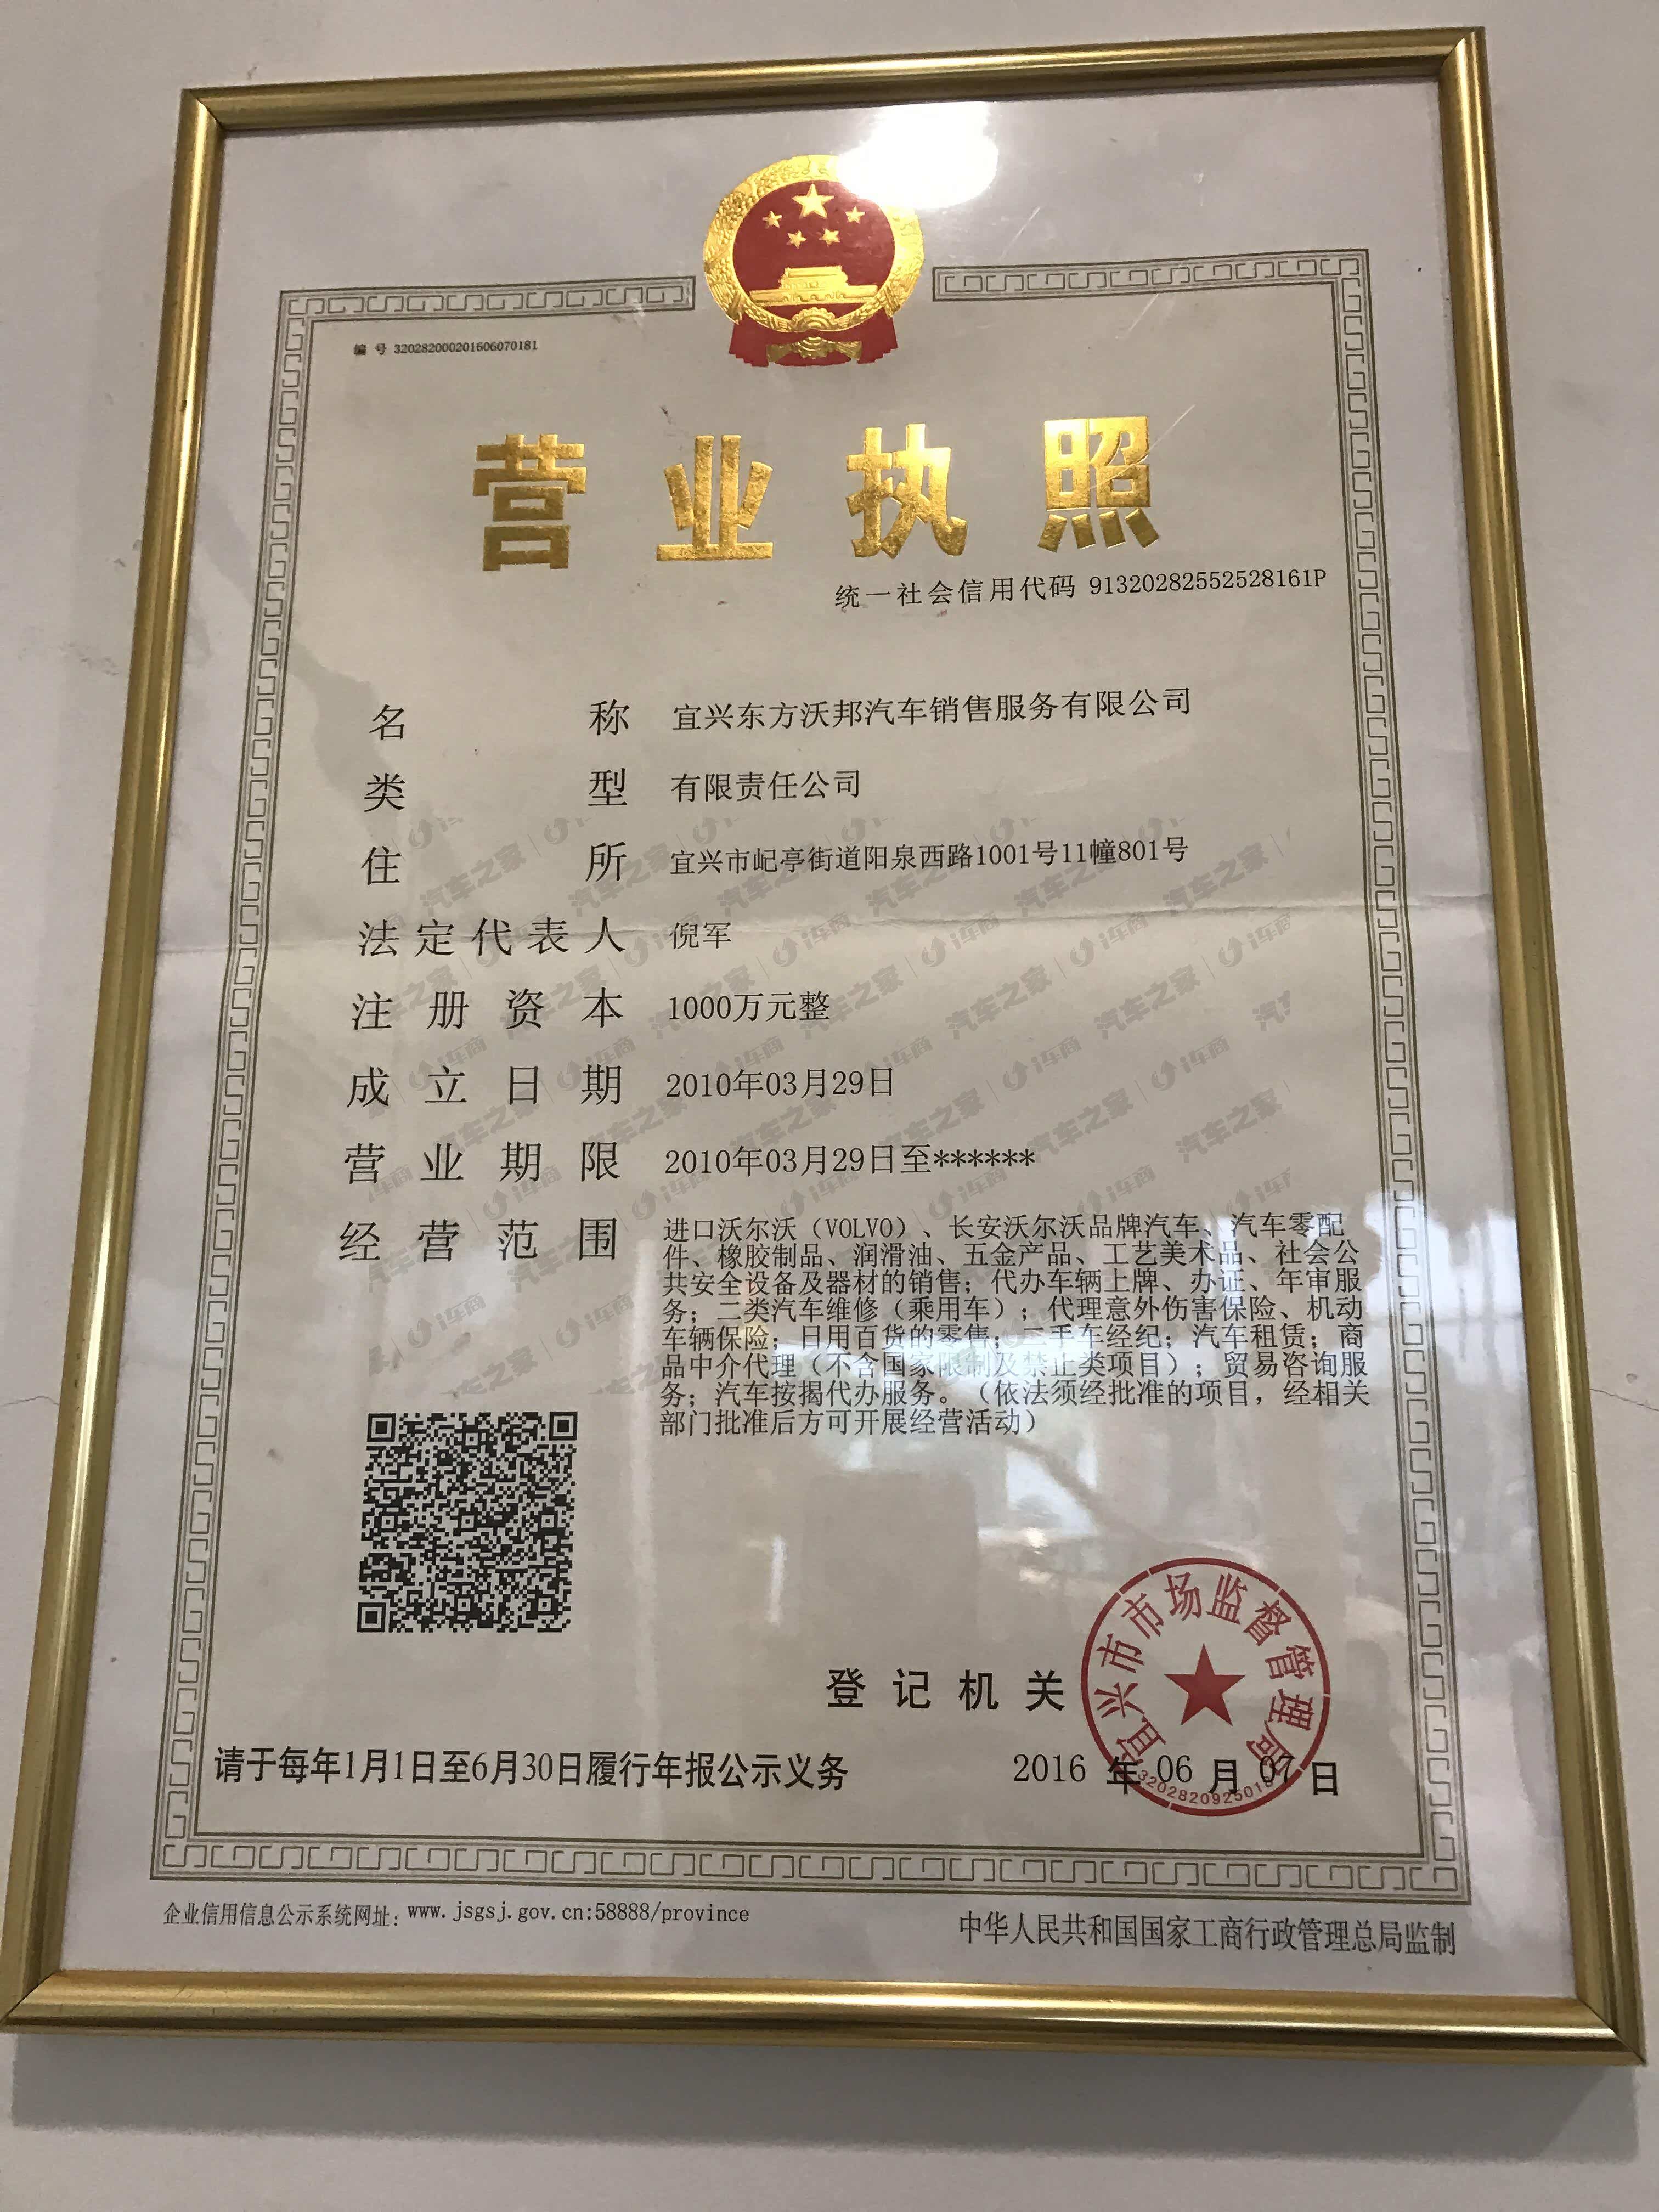 编 号 320282000201606070181
营业执照
统一社会信用代码 91320282552528161P
名 称 宜兴东方沃邦汽车销售服务有限公司
类 型 有限责任公司
住 所 宜兴市屺亭街道阳泉西路1001号11幢801号
法定代表人 倪军
注册资本 1000万元整
成立日期 2010年03月29日
营业期限 2010年03月29日至******
经营范围 进口沃尔沃（VOLVO）、长安沃尔沃品牌汽车、汽车零配
件、橡胶制品、润滑油、五金产品、工艺美术品、社会公
共安全设备及器材的销售；代办车辆上牌、办证、年审服
务；二类汽车维修（乘用车）；代理意外伤害保险、机动
车辆保险；日用百货的零售；二手车经纪；汽车租赁；商
品中介代理（不含国家限制及禁止类项目）；贸易咨询服
务；汽车按揭代办服务。（依法须经批准的项目，经相关
部门批准后方可开展经营活动）
登记机关
宜兴市市场监督管理局
请于每年1月1日至6月30日履行年报公示义务
2016 年 06 月 07 日
企业信用信息公示系统网址：www.jsgsj.gov.cn:58888/province
中华人民共和国国家工商行政管理总局监制
汽车之家 i车商